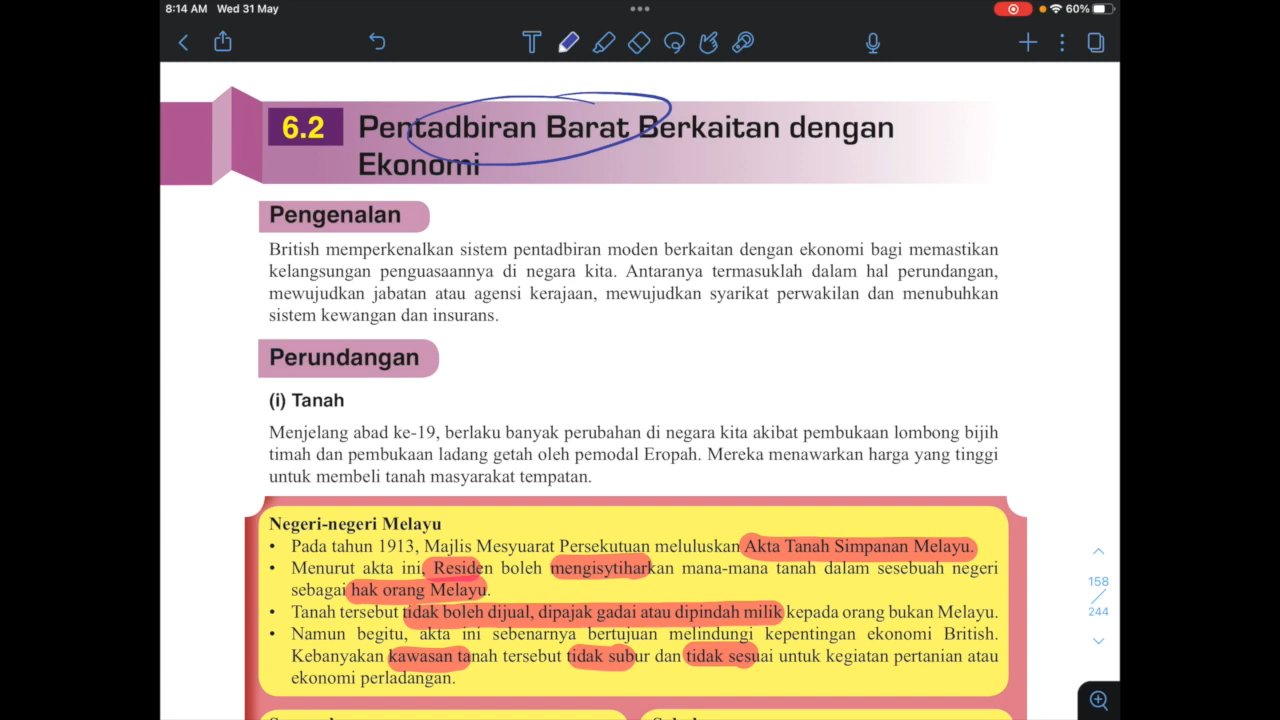 8:14 AM Wed 31 May
60%
6.2 Pentadbiran Barat Berkaitan dengan
Ekonomi
Pengenalan
British memperkenalkan sistem pentadbiran moden berkaitan dengan ekonomi bagi memastikan
kelangsungan penguasaannya di negara kita. Antaranya termasuklah dalam hal perundangan,
mewujudkan jabatan atau agensi kerajaan, mewujudkan syarikat perwakilan dan menubuhkan
sistem kewangan dan insurans.
Perundangan
(i) Tanah
Menjelang abad ke-19, berlaku banyak perubahan di negara kita akibat pembukaan lombong bijih
timah dan pembukaan ladang getah oleh pemodal Eropah. Mereka menawarkan harga yang tinggi
untuk membeli tanah masyarakat tempatan.
Negeri-negeri Melayu
• Pada tahun 1913, Majlis Mesyuarat Persekutuan meluluskan Akta Tanah Simpanan Melayu.
• Menurut akta ini, Residen boleh mengisytiharkan mana-mana tanah dalam sesebuah negeri
sebagai hak orang Melayu.
• Tanah tersebut tidak boleh dijual, dipajak gadai atau dipindah milik kepada orang bukan Melayu.
• Namun begitu, akta ini sebenarnya bertujuan melindungi kepentingan ekonomi British.
Kebanyakan kawasan tanah tersebut tidak subur dan tidak sesuai untuk kegiatan pertanian atau
ekonomi perladangan.
158
244